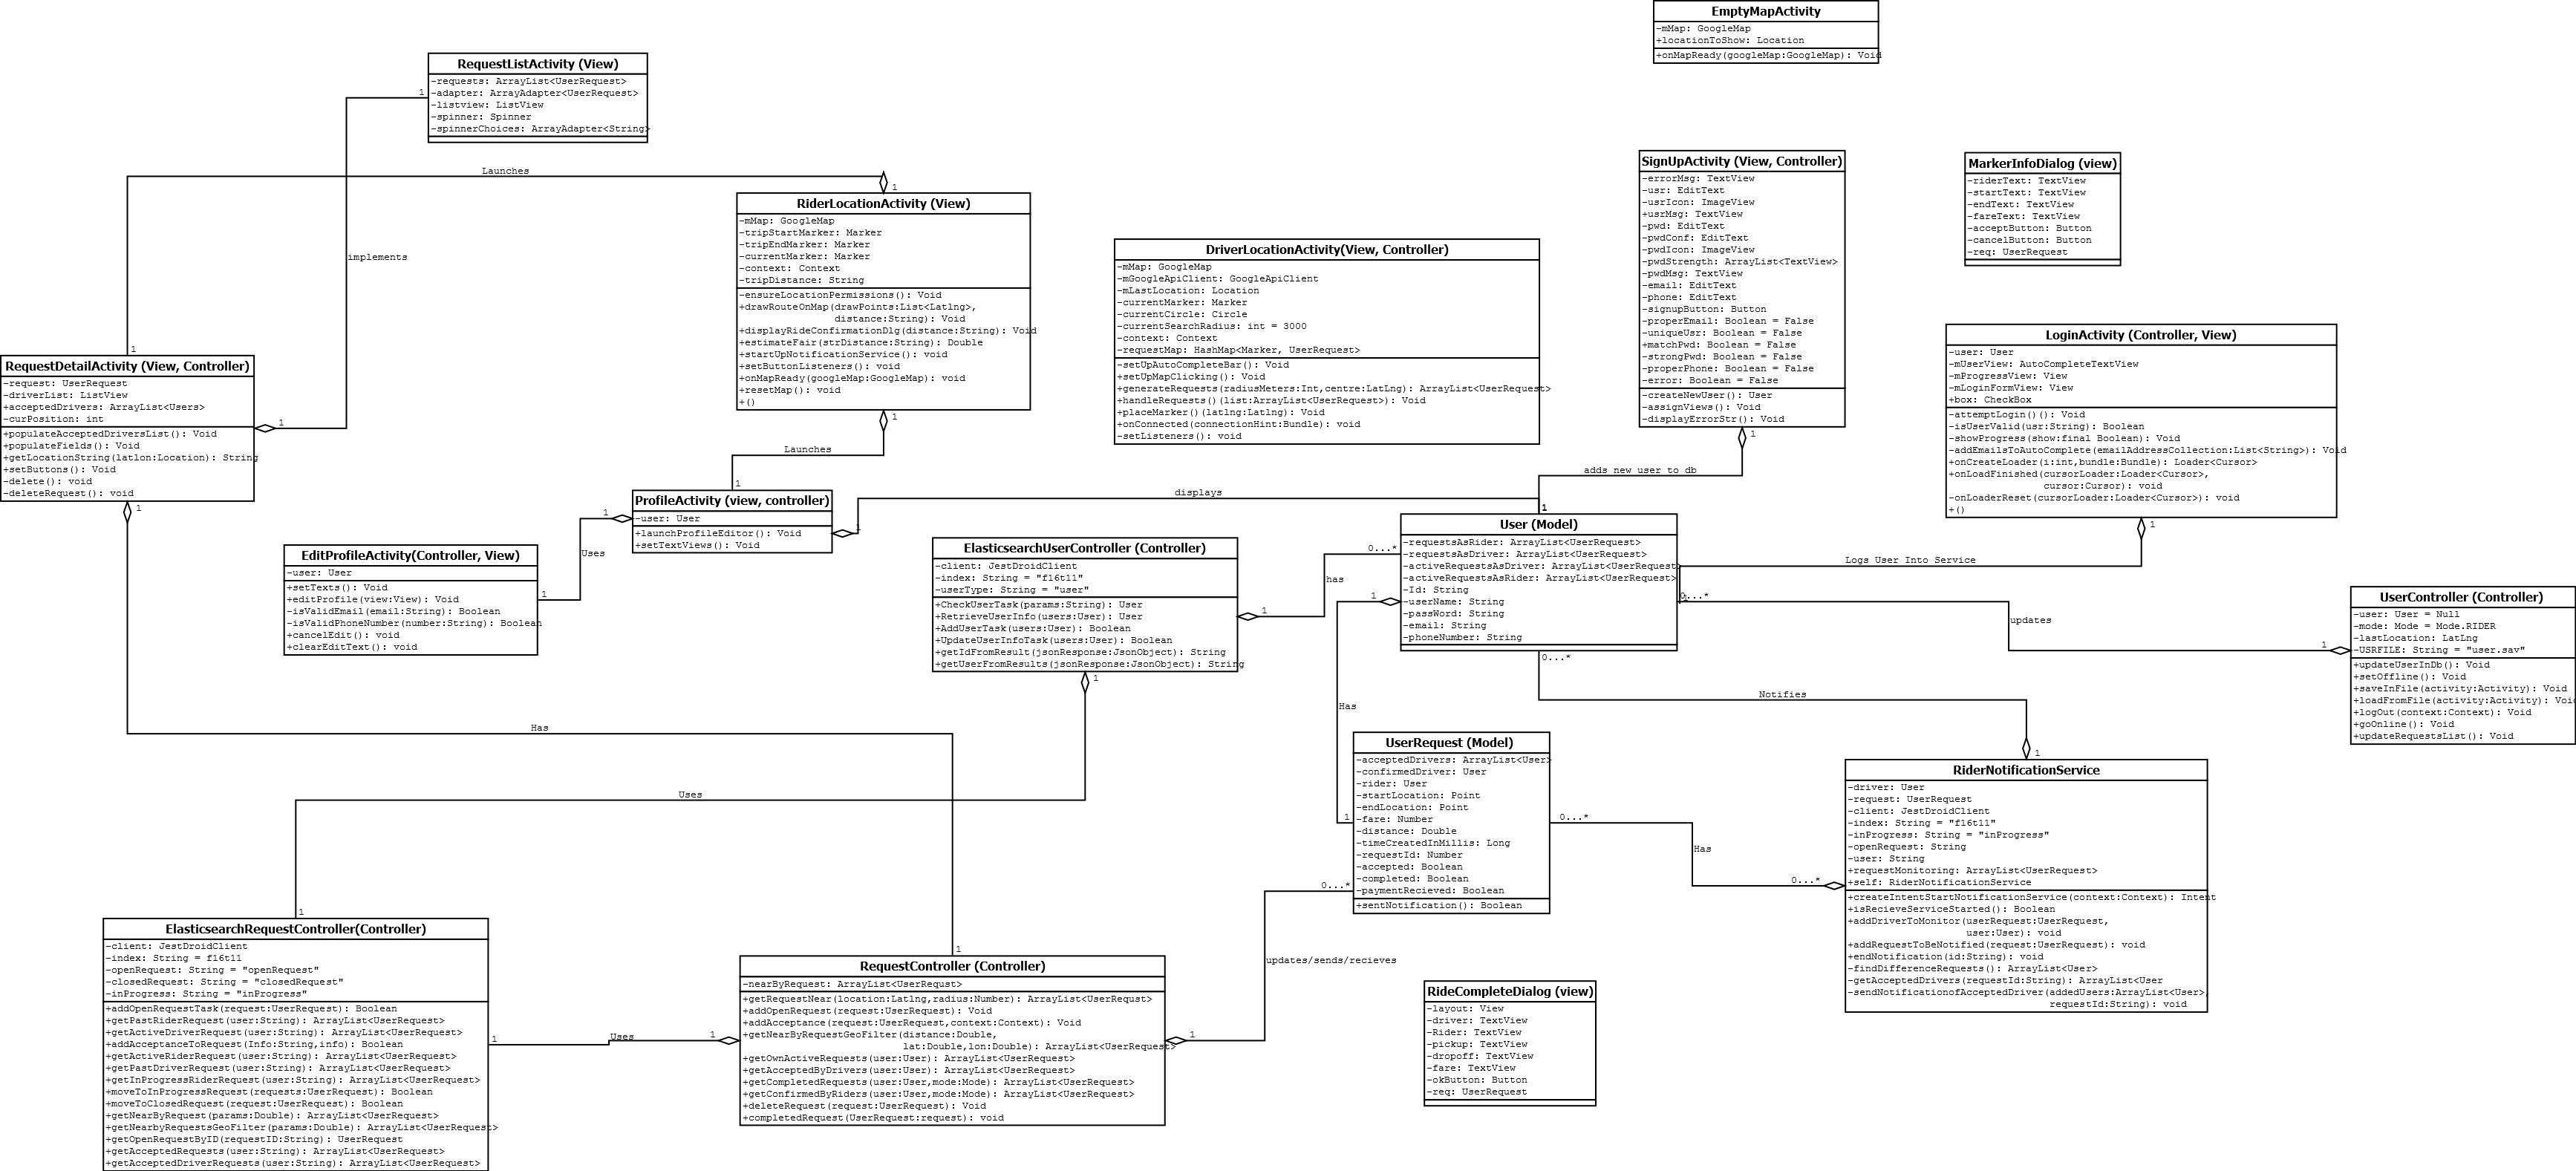 EmptyMapActivity
-mMap: GoogleMap
+locationToShow: Location
+onMapReady(googleMap:GoogleMap): Void
RequestListActivity (View)
-requests: ArrayList<UserRequest>
-adapter: ArrayAdapter<UserRequest>
-listview: ListView
-spinner: Spinner
-spinnerChoices: ArrayAdapter<String>
1
implements
1
Launches
1
1
RiderLocationActivity (View)
-mMap: GoogleMap
-tripStartMarker: Marker
-tripEndMarker: Marker
-currentMarker: Marker
-context: Context
-tripDistance: String
-ensureLocationPermissions(): Void
+drawRouteOnMap(drawPoints:List<Latlng>,
distance:String): Void
+displayRideConfirmationDlg(distance:String): Void
+estimateFair(strDistance:String): Double
+startUpNotificationService(): void
+setButtonListeners(): void
+onMapReady(googleMap:GoogleMap): void
+resetMap(): void
+()
DriverLocationActivity(View, Controller)
-mMap: GoogleMap
-mGoogleApiClient: GoogleApiClient
-mLastLocation: Location
-currentMarker: Marker
-currentCircle: Circle
-currentSearchRadius: int = 3000
-context: Context
-requestMap: HashMap<Marker, UserRequest>
-setUpAutoCompleteBar(): Void
+setUpMapClicking(): Void
+generateRequests(radiusMeters:Int,centre:LatLng): ArrayList<UserRequest>
+handleRequests()(list:ArrayList<UserRequest>): Void
+placeMarker()(latlng:Latlng): Void
+onConnected(connectionHint:Bundle): void
-setListeners(): void
SignUpActivity (View, Controller)
-errorMsg: TextView
-usr: EditText
-usrIcon: ImageView
+usrMsg: TextView
-pwd: EditText
-pwdConf: EditText
-pwdIcon: ImageView
-pwdStrength: ArrayList<TextView>
-pwdMsg: TextView
-email: EditText
-phone: EditText
-signupButton: Button
-properEmail: Boolean = False
-uniqueUsr: Boolean = False
+matchPwd: Boolean = False
-strongPwd: Boolean = False
-properPhone: Boolean = False
-error: Boolean = False
-createNewUser(): User
-assignViews(): Void
-displayErrorStr(): Void
1
adds new user to db
MarkerInfoDialog (view)
-riderText: TextView
-startText: TextView
-endText: TextView
-fareText: TextView
-acceptButton: Button
-cancelButton: Button
-req: UserRequest
LoginActivity (Controller, View)
-user: User
-mUserView: AutoCompleteTextView
-mProgressView: View
-mLoginFormView: View
+box: CheckBox
-attemptLogin()(): Void
-isUserValid(usr:String): Boolean
-showProgress(show:final Boolean): Void
-addEmailsToAutoComplete(emailAddressCollection:List<String>): Void
+onCreateLoader(i:int,bundle:Bundle): Loader<Cursor>
+onLoadFinished(cursorLoader:Loader<Cursor>,
cursor:Cursor): void
-onLoaderReset(cursorLoader:Loader<Cursor>): void
+()
1
Logs User Into Service
RequestDetailActivity (View, Controller)
-request: UserRequest
-driverList: ListView
+acceptedDrivers: ArrayList<Users>
-curPosition: int
+populateAcceptedDriversList(): Void
+populateFields(): Void
+getLocationString(latlon:Location): String
+setButtons(): Void
-delete(): void
-deleteRequest(): void
1
Has
1
Launches
1
ProfileActivity (view, controller)
-user: User
+launchProfileEditor(): Void
+setTextViews(): Void
1
displays
1
1
Uses
1
EditProfileActivity(Controller, View)
-user: User
+setTexts(): Void
+editProfile(view:View): Void
-isValidEmail(email:String): Boolean
-isValidPhoneNumber(number:String): Boolean
+cancelEdit(): void
+clearEditText(): void
ElasticsearchUserController (Controller)
-client: JestDroidClient
-index: String = "f16t11"
-userType: String = "user"
+CheckUserTask(params:String): User
+RetrieveUserInfo(users:User): User
+AddUserTask(users:User): Boolean
+UpdateUserInfoTask(users:User): Boolean
+getIdFromResult(jsonResponse:JsonObject): String
+getUserFromResults(jsonResponse:JsonObject): String
1
has
0...*
1
Uses
1
User (Model)
-requestsAsRider: ArrayList<UserRequest>
-requestsAsDriver: ArrayList<UserRequest>
-activeRequestsAsDriver: ArrayList<UserRequest>
-activeRequestsAsRider: ArrayList<UserRequest>
-Id: String
-userName: String
-passWord: String
-email: String
-phoneNumber: String
0...*
updates
1
UserController (Controller)
-user: User = Null
-mode: Mode = Mode.RIDER
-lastLocation: LatLng
-USRFILE: String = "user.sav"
+updateUserInDb(): Void
+setOffline(): Void
+saveInFile(activity:Activity): Void
+loadFromFile(activity:Activity): Void
+logOut(context:Context): Void
+goOnline(): Void
+updateRequestsList(): Void
0...*
Notifies
1
1
Has
1
UserRequest (Model)
-acceptedDrivers: ArrayList<User>
-confirmedDriver: User
-rider: User
-startLocation: Point
-endLocation: Point
-fare: Number
-distance: Double
-timeCreatedInMillis: Long
-requestId: Number
-accepted: Boolean
-completed: Boolean
-paymentRecieved: Boolean
+sentNotification(): Boolean
0...*
Has
0...*
RiderNotificationService
-driver: User
-request: UserRequest
-client: JestDroidClient
-index: String = "f16t11"
-inProgress: String = "inProgress"
-openRequest: String
-user: String
+requestMonitoring: ArrayList<UserRequest>
+self: RiderNotificationService
+createIntentStartNotificationService(context:Context): Intent
+isRecieveServiceStarted(): Boolean
+addDriverToMonitor(userRequest:UserRequest,
user:User): void
+addRequestToBeNotified(request:UserRequest): void
+endNotification(id:String): void
-findDifferenceRequests(): ArrayList<User>
-getAcceptedDrivers(requestId:String): ArrayList<User
-sendNotificationofAcceptedDriver(addedUsers:ArrayList<User>,
requestId:String): void
ElasticsearchRequestController(Controller)
-client: JestDroidClient
-index: String = f16t11
-openRequest: String = "openRequest"
-closedRequest: String = "closedRequest"
-inProgress: String = "inProgress"
+addOpenRequestTask(request:UserRequest): Boolean
+getPastRiderRequest(user:String): ArrayList<UserRequest>
+getActiveDriverRequest(user:String): ArrayList<UserRequest>
+addAcceptanceToRequest(Info:String,info): Boolean
+getActiveRiderRequest(user:String): ArrayList<UserRequest>
+getPastDriverRequest(user:String): ArrayList<UserRequest>
+getInProgressRiderRequest(user:String): ArrayList<UserRequest>
+moveToInProgressRequest(requests:UserRequest): Boolean
+moveToClosedRequest(request:UserRequest): Boolean
+getNearByRequest(params:Double): ArrayList<UserRequest>
+getNearbyRequestsGeoFilter(params:Double): ArrayList<UserRequest>
+getOpenRequestByID(requestID:String): UserRequest
+getAcceptedRequests(user:String): ArrayList<UserRequest>
+getAcceptedDriverRequests(user:String): ArrayList<UserRequest>
1
Uses
1
RequestController (Controller)
-nearByRequest: ArrayList<UserRequst>
+getRequestNear(location:Latlng,radius:Number): ArrayList<UserRequst>
+addOpenRequest(request:UserRequest): Void
+addAcceptance(request:UserRequest,context:Context): Void
+getNearByRequestGeoFilter(distance:Double,
lat:Double,lon:Double): ArrayList<UserRequest>
+getOwnActiveRequests(user:User): ArrayList<UserRequest>
+getAcceptedByDrivers(user:User): ArrayList<UserRequest>
+getCompletedRequests(user:User,mode:Mode): ArrayList<UserRequest>
+getConfirmedByRiders(user:User,mode:Mode): ArrayList<UserRequest>
+deleteRequest(request:UserRequest): Void
+completedRequest(UserRequest:request): void
1
updates/sends/recieves
0...*
RideCompleteDialog (view)
-layout: View
-driver: TextView
-Rider: TextView
-pickup: TextView
-dropoff: TextView
-fare: TextView
-okButton: Button
-req: UserRequest